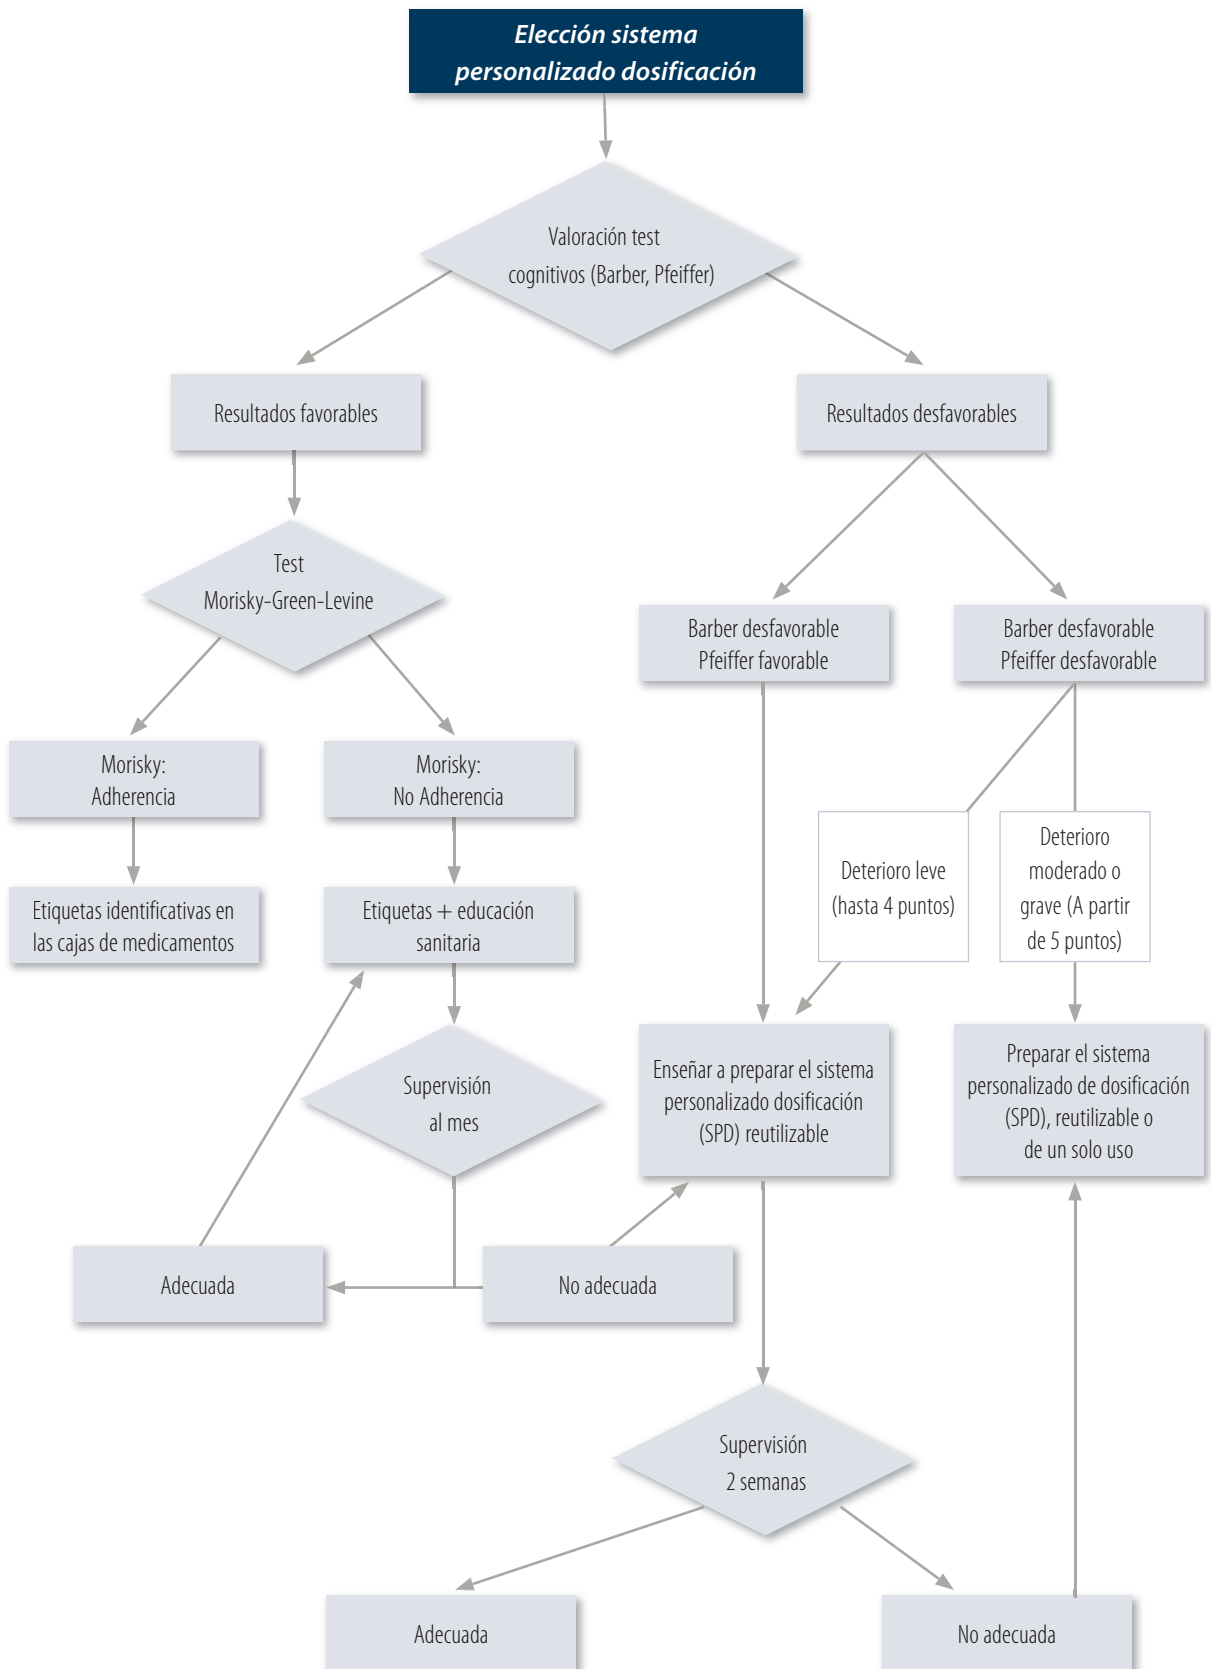 Elección sistema
personalizado dosificación
Valoración test
cognitivos (Barber, Pfeiffer)
Resultados favorables
Resultados desfavorables
Test
Morisky-Green-Levine
Barber desfavorable
Pfeiffer favorable
Barber desfavorable
Pfeiffer desfavorable
Morisky:
Adherencia
Morisky:
No Adherencia
Deterioro leve
(hasta 4 puntos)
Deterioro
moderado o
grave (A partir
de 5 puntos)
Etiquetas identificativas en
las cajas de medicamentos
Etiquetas + educación
sanitaria
Supervisión
al mes
Enseñar a preparar el sistema
personalizado dosificación
(SPD) reutilizable
Preparar el sistema
personalizado de dosificación
(SPD), reutilizable o
de un solo uso
Adecuada
No adecuada
Supervisión
2 semanas
Adecuada
No adecuada